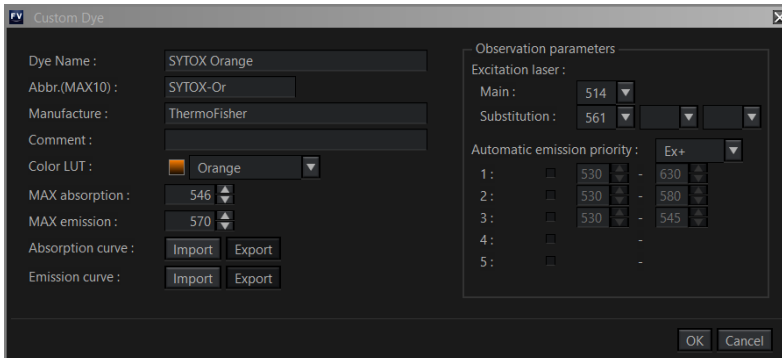 FV Custom Dye
Dye Name : SYTOX Orange
Abbr.(MAX10) : SYTOX-Or
Manufacture : ThermoFisher
Comment :
Color LUT : Orange
MAX absorption : 546
MAX emission : 570
Absorption curve : Import Export
Emission curve : Import Export
Observation parameters
Excitation laser :
Main : 514
Substitution : 561
Automatic emission priority : Ex+
1 : 530 - 630
2 : 530 - 580
3 : 530 - 545
4 : -
5 : -
OK Cancel